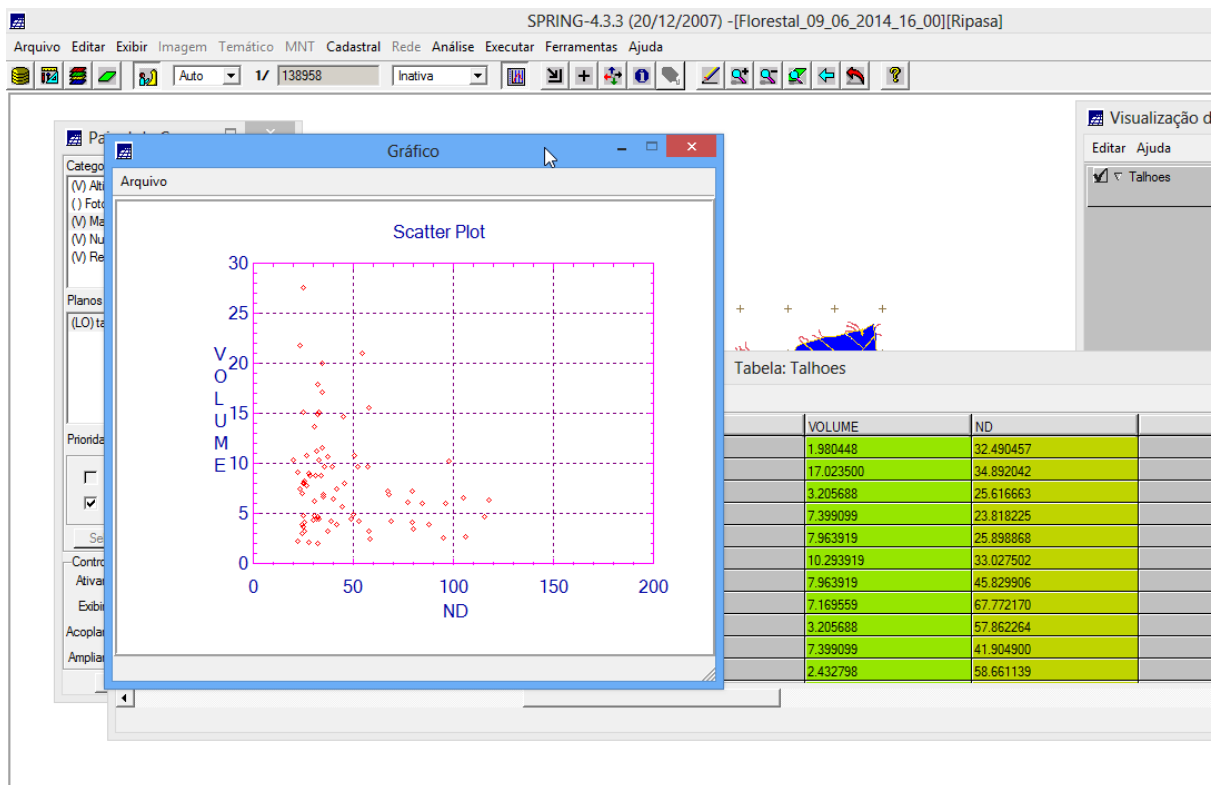 SPRING-4.3.3 (20/12/2007) -[Florestal_09_06_2014_16_00][Ripasa]
Arquivo Editar Exibir Imagem Temático MNT Cadastral Rede Análise Executar Ferramentas Ajuda
Auto 1/ 138958 Inativa
Visualização d
Editar Ajuda
Talhoes
Pa
Catego
(V) Alti
( ) Foto
(V) Ma
(V) Nu
(V) Re
Planos
(LO) ta
Priorida
Se
Contro
Ativar
Exibir
Acoplar
Ampliar
Gráfico
Arquivo
Scatter Plot
VOLUME
30
25
20
15
10
5
0
0 50 100 150 200
ND
Tabela: Talhoes
VOLUME ND
1.980448 32.490457
17.023500 34.892042
3.205688 25.616663
7.399099 23.818225
7.963919 25.898868
10.293919 33.027502
7.963919 45.829906
7.169559 67.772170
3.205688 57.862264
7.399099 41.904900
2.432798 58.661139